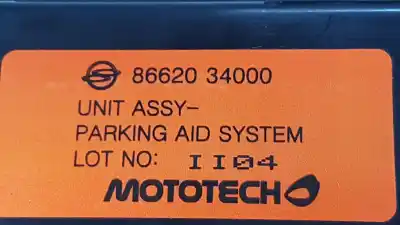 86620 34000
UNIT ASSY-
PARKING AID SYSTEM
LOT NO: II04
MOTOTECH